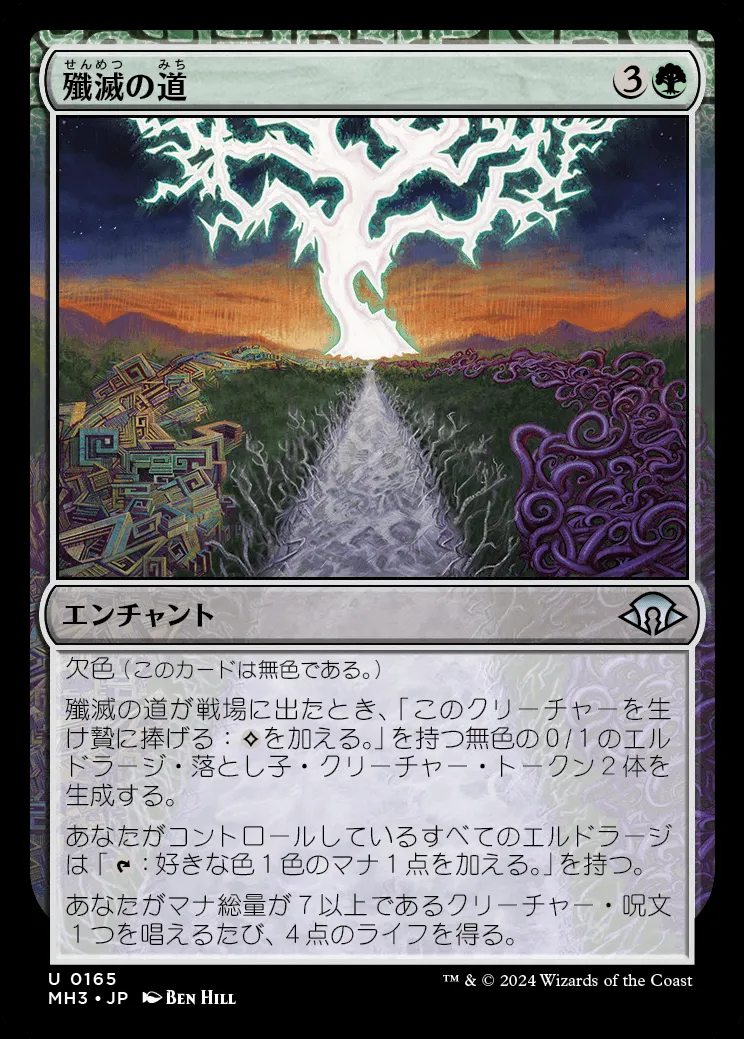 せんめつ みち
殲滅の道
3
エンチャント
欠色（このカードは無色である。）
殲滅の道が戦場に出たとき、「このクリーチャーを生
け贄に捧げる：◇を加える。」を持つ無色の０/１のエル
ドラージ・落とし子・クリーチャー・トークン２体を
生成する。
あなたがコントロールしているすべてのエルドラージ
は「：好きな色１色のマナ１点を加える。」を持つ。
あなたがマナ総量が７以上であるクリーチャー・呪文
１つを唱えるたび、４点のライフを得る。
U 0165
MH3 • JP BEN HILL
™ & © 2024 Wizards of the Coast